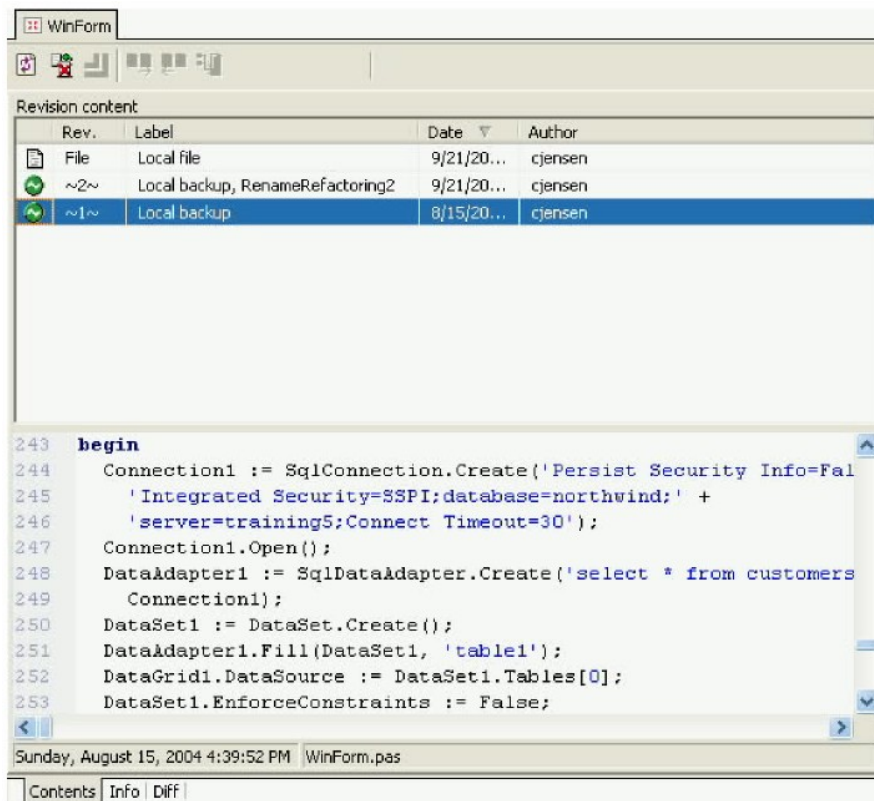 WinForm
Revision content
Rev. Label Date Author
File Local file 9/21/20... cjensen
~2~ Local backup, RenameRefactoring2 9/21/20... cjensen
~1~ Local backup 8/15/20... cjensen
243 begin
244 Connection1 := SqlConnection.Create('Persist Security Info=Fal
245 'Integrated Security=SSPI;database=northwind;' +
246 'server=training5;Connect Timeout=30');
247 Connection1.Open();
248 DataAdapter1 := SqlDataAdapter.Create('select * from customers
249 Connection1);
250 DataSet1 := DataSet.Create();
251 DataAdapter1.Fill(DataSet1, 'table1');
252 DataGrid1.DataSource := DataSet1.Tables[0];
253 DataSet1.EnforceConstraints := False;
Sunday, August 15, 2004 4:39:52 PM WinForm.pas
Contents Info Diff